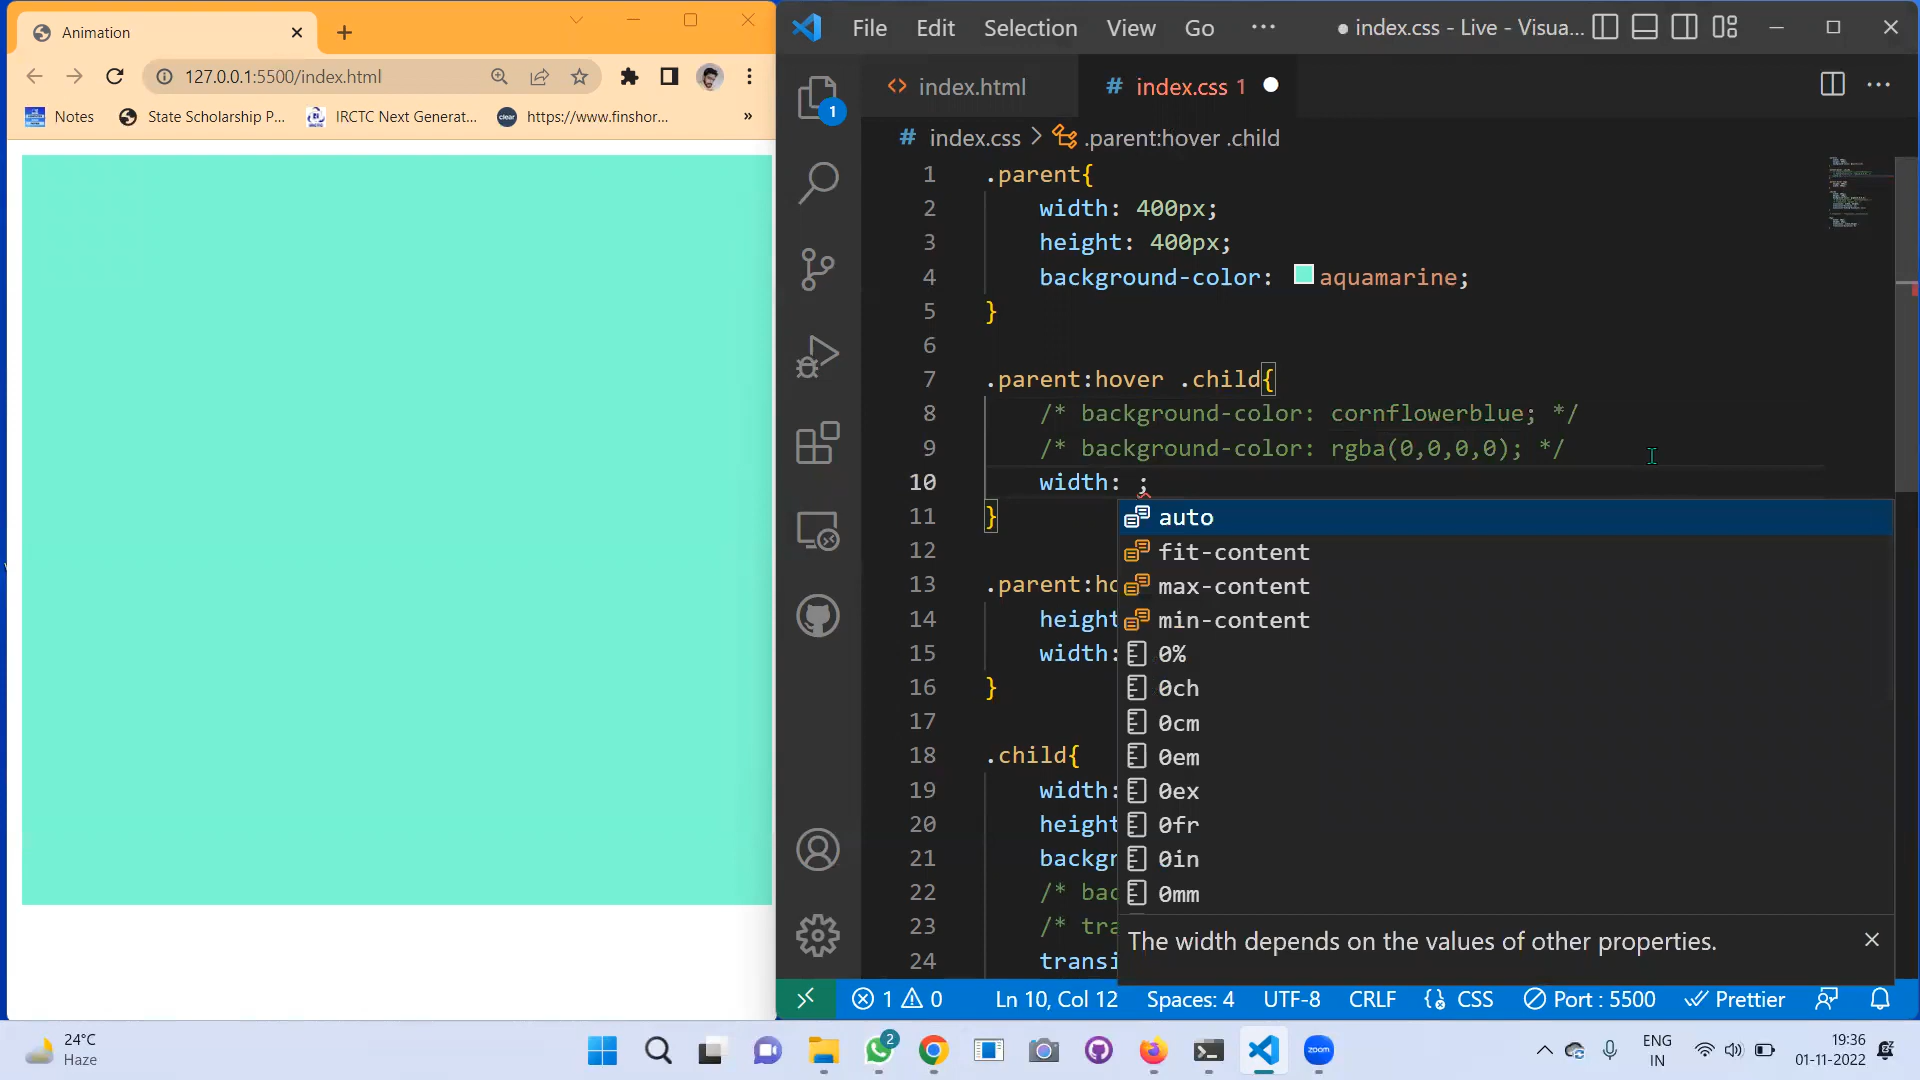 Animation
127.0.0.1:5500/index.html
Notes
State Scholarship P...
IRCTC Next Generat...
clear
https://www.finshor...
»
File Edit Selection View Go ···
● index.css - Live - Visua...
index.html
# index.css 1
1
# index.css > .parent:hover .child
1 .parent{
2 width: 400px;
3 height: 400px;
4 background-color: aquamarine;
5 }
6
7 .parent:hover .child{
8 /* background-color: cornflowerblue; */
9 /* background-color: rgba(0,0,0,0); */
10 width: ;
11 }
12
13 .parent:ho
14 height
15 width:
16 }
17
18 .child{
19 width:
20 height
21 backgr
22 /* bac
23 /* tra
24 transi
auto
fit-content
max-content
min-content
0%
0ch
0cm
0em
0ex
0fr
0in
0mm
The width depends on the values of other properties.
1 0 Ln 10, Col 12 Spaces: 4 UTF-8 CRLF CSS Port : 5500 Prettier
24°C
Haze
2
zoom
ENG
IN
19:36
01-11-2022